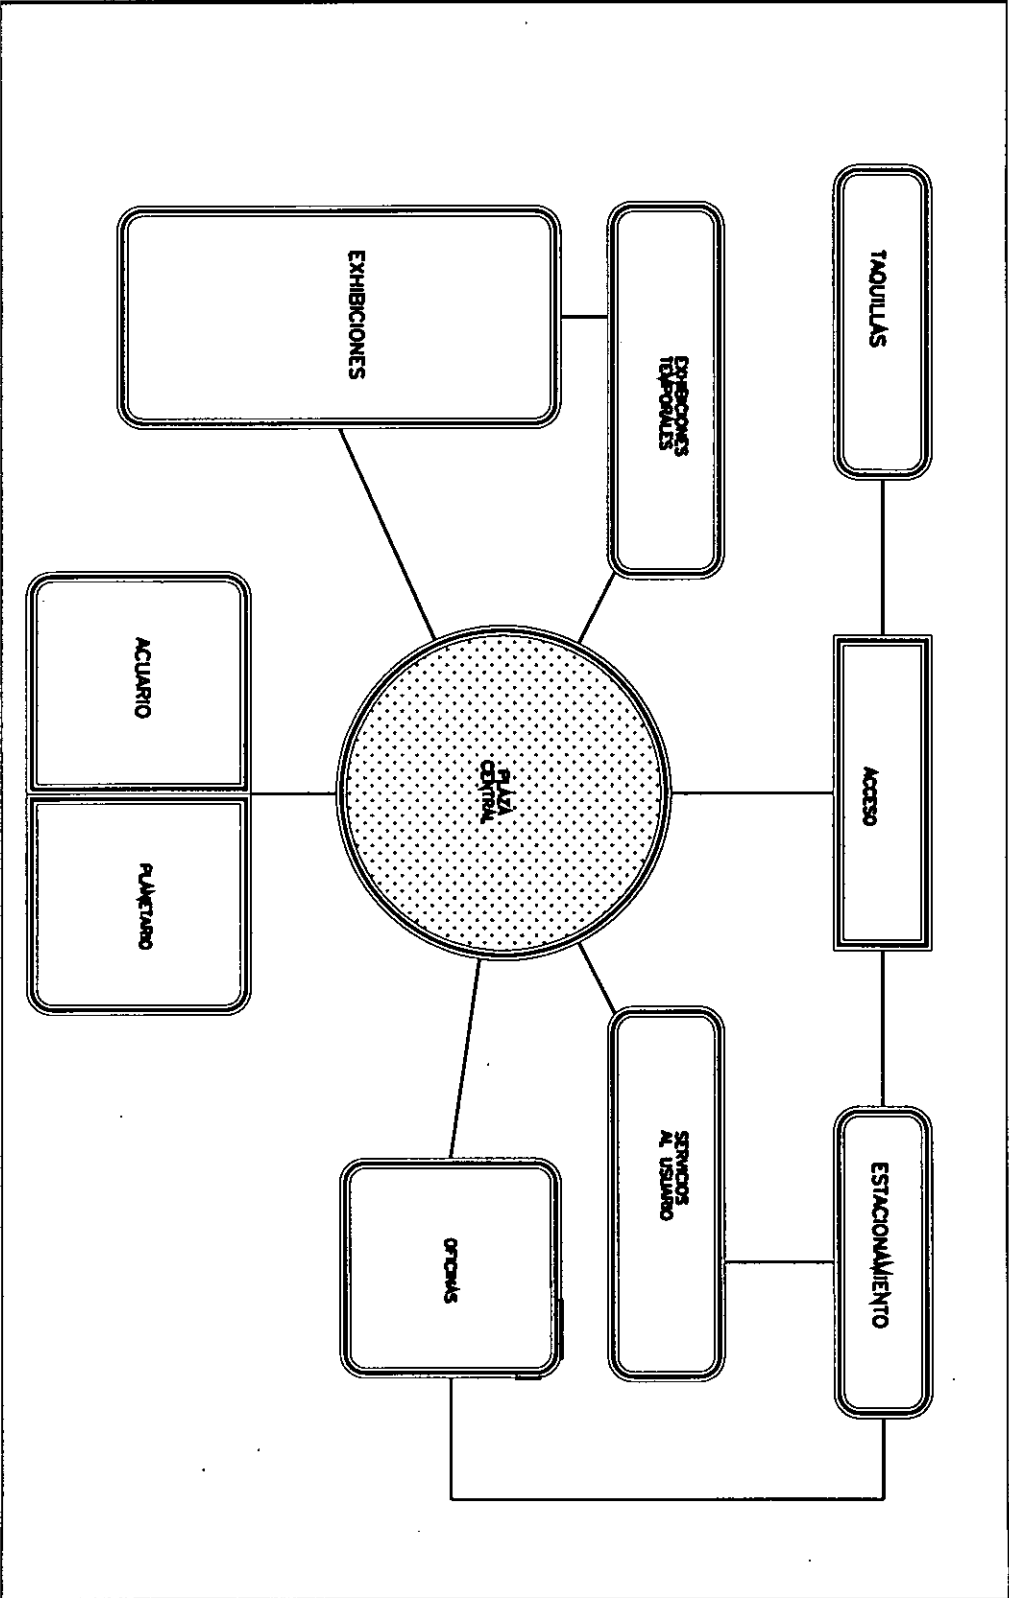 TAQUILLAS
ACCESO
ESTACIONAMIENTO
EXHIBICIONES
TEMPORALES
SERVICIOS
AL USUARIO
PLAZA
CENTRAL
EXHIBICIONES
OFICINAS
ACUARIO
PLANETARIO